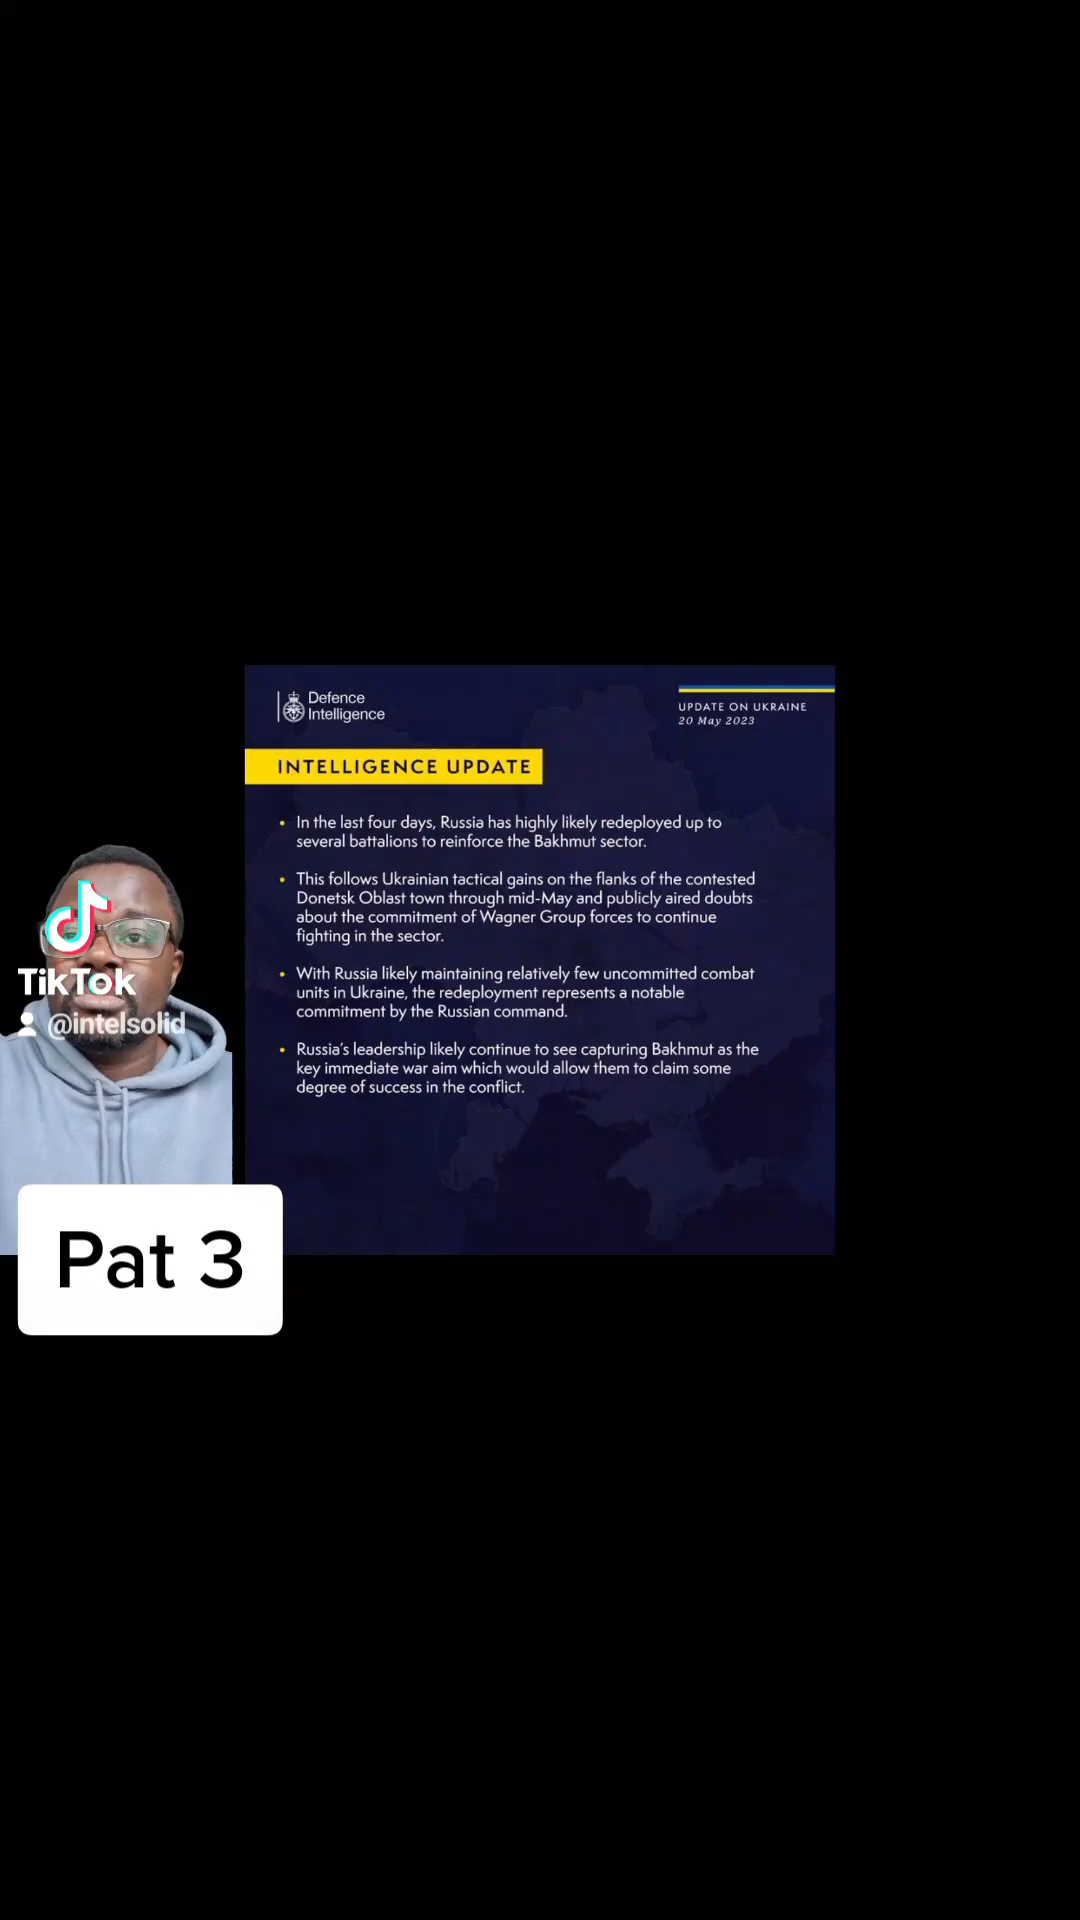 Defence
Intelligence
UPDATE ON UKRAINE
20 May 2023
INTELLIGENCE UPDATE
• In the last four days, Russia has highly likely redeployed up to
several battalions to reinforce the Bakhmut sector.
• This follows Ukrainian tactical gains on the flanks of the contested
Donetsk Oblast town through mid-May and publicly aired doubts
about the commitment of Wagner Group forces to continue
fighting in the sector.
• With Russia likely maintaining relatively few uncommitted combat
units in Ukraine, the redeployment represents a notable
commitment by the Russian command.
• Russia's leadership likely continue to see capturing Bakhmut as the
key immediate war aim which would allow them to claim some
degree of success in the conflict.
TikTok
@intelsolid
Pat 3